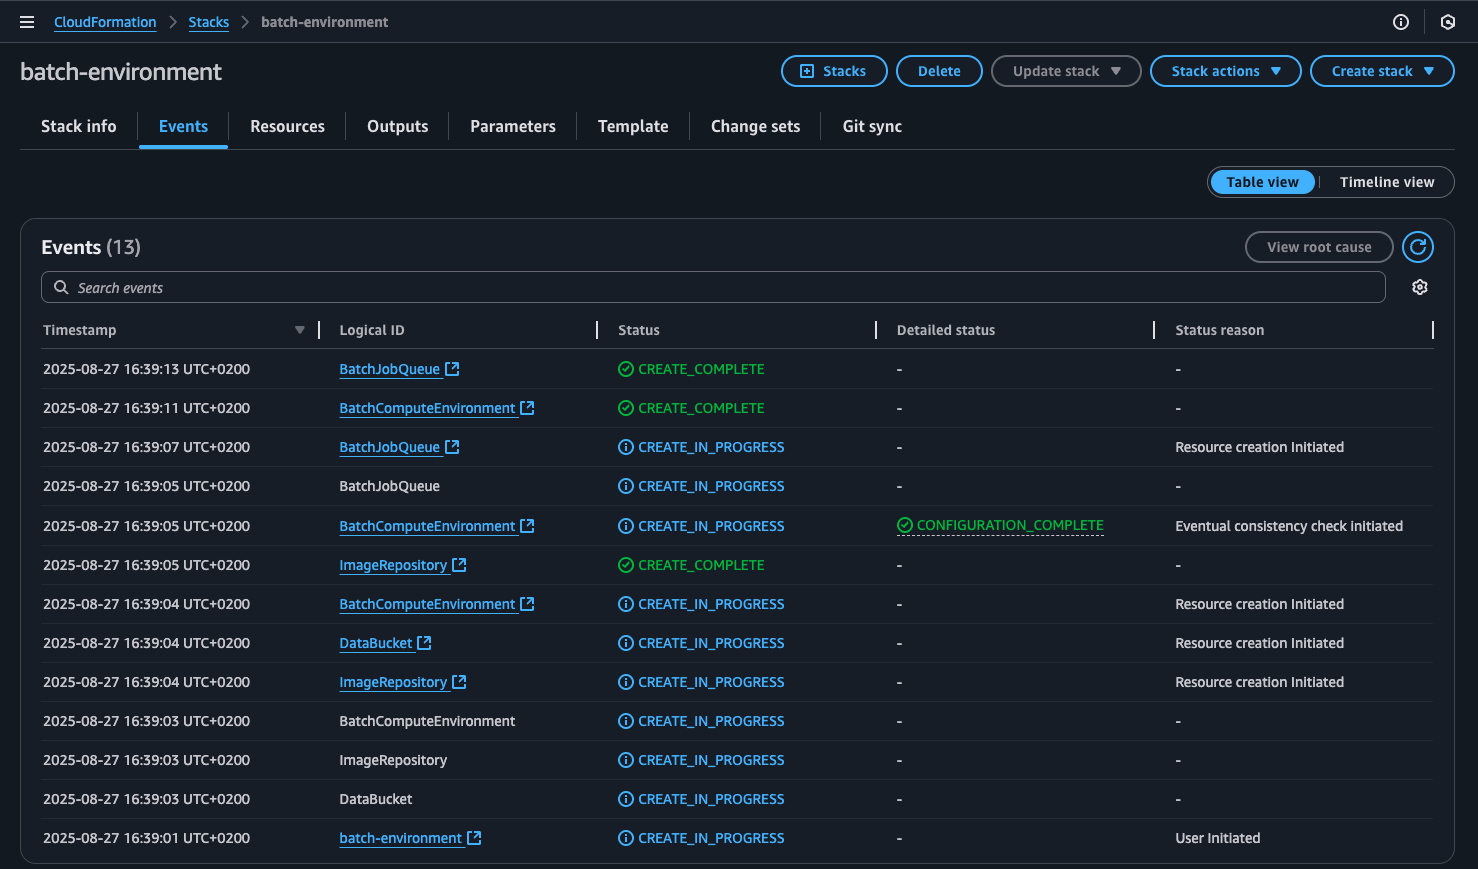 CloudFormation > Stacks > batch-environment
batch-environment
Stacks Delete Update stack Stack actions Create stack
Stack info Events Resources Outputs Parameters Template Change sets Git sync
Table view Timeline view
Events (13) View root cause
Search events
Timestamp Logical ID Status Detailed status Status reason
2025-08-27 16:39:13 UTC+0200 BatchJobQueue CREATE_COMPLETE - -
2025-08-27 16:39:11 UTC+0200 BatchComputeEnvironment CREATE_COMPLETE - -
2025-08-27 16:39:07 UTC+0200 BatchJobQueue CREATE_IN_PROGRESS - Resource creation Initiated
2025-08-27 16:39:05 UTC+0200 BatchJobQueue CREATE_IN_PROGRESS - -
2025-08-27 16:39:05 UTC+0200 BatchComputeEnvironment CREATE_IN_PROGRESS CONFIGURATION_COMPLETE Eventual consistency check initiated
2025-08-27 16:39:05 UTC+0200 ImageRepository CREATE_COMPLETE - -
2025-08-27 16:39:04 UTC+0200 BatchComputeEnvironment CREATE_IN_PROGRESS - Resource creation Initiated
2025-08-27 16:39:04 UTC+0200 DataBucket CREATE_IN_PROGRESS - Resource creation Initiated
2025-08-27 16:39:04 UTC+0200 ImageRepository CREATE_IN_PROGRESS - Resource creation Initiated
2025-08-27 16:39:03 UTC+0200 BatchComputeEnvironment CREATE_IN_PROGRESS - -
2025-08-27 16:39:03 UTC+0200 ImageRepository CREATE_IN_PROGRESS - -
2025-08-27 16:39:03 UTC+0200 DataBucket CREATE_IN_PROGRESS - -
2025-08-27 16:39:01 UTC+0200 batch-environment CREATE_IN_PROGRESS - User Initiated